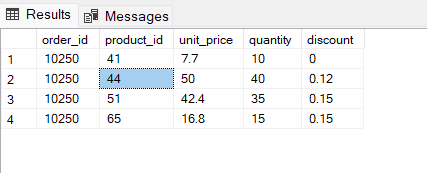 Results Messages
order_id product_id unit_price quantity discount
1 10250 41 7.7 10 0
2 10250 44 50 40 0.12
3 10250 51 42.4 35 0.15
4 10250 65 16.8 15 0.15